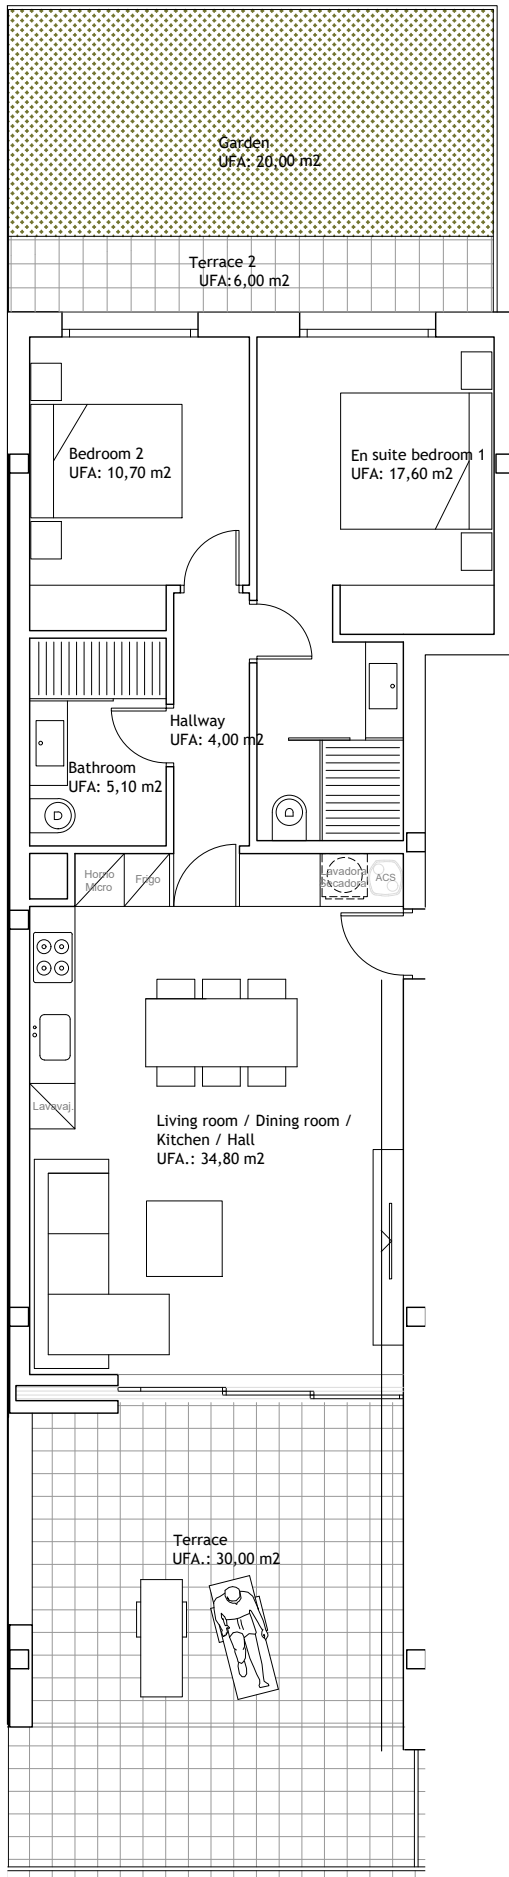 Garden
UFA: 20,00 m2
Terrace 2
UFA:6,00 m2
Bedroom 2
UFA: 10,70 m2
En suite bedroom 1
UFA: 17,60 m2
Hallway
UFA: 4,00 m2
Bathroom
UFA: 5,10 m2
Horno
Micro
Frigo
Lavadora
Secadora
ACS
Lavavaj.
Living room / Dining room /
Kitchen / Hall
UFA.: 34,80 m2
Terrace
UFA.: 30,00 m2